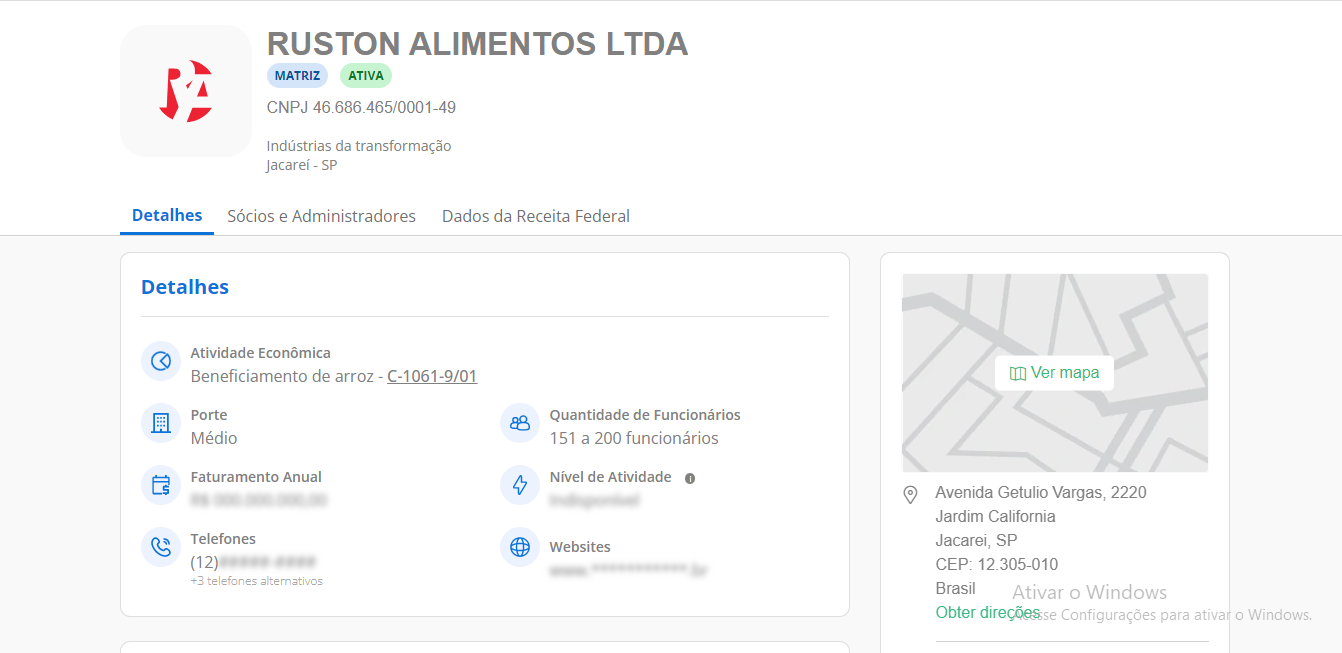 RUSTON ALIMENTOS LTDA
MATRIZ ATIVA
CNPJ 46.686.465/0001-49
Indústrias da transformação
Jacareí - SP
Detalhes Sócios e Administradores Dados da Receita Federal
Detalhes
Atividade Econômica
Beneficiamento de arroz - C-1061-9/01
Porte
Médio
Quantidade de Funcionários
151 a 200 funcionários
Faturamento Anual
Nível de Atividade
Telefones
(12)
+3 telefones alternativos
Websites
Ver mapa
Avenida Getulio Vargas, 2220
Jardim California
Jacarei, SP
CEP: 12.305-010
Brasil
Obter direções
Ativar o Windows
Acesse Configurações para ativar o Windows.